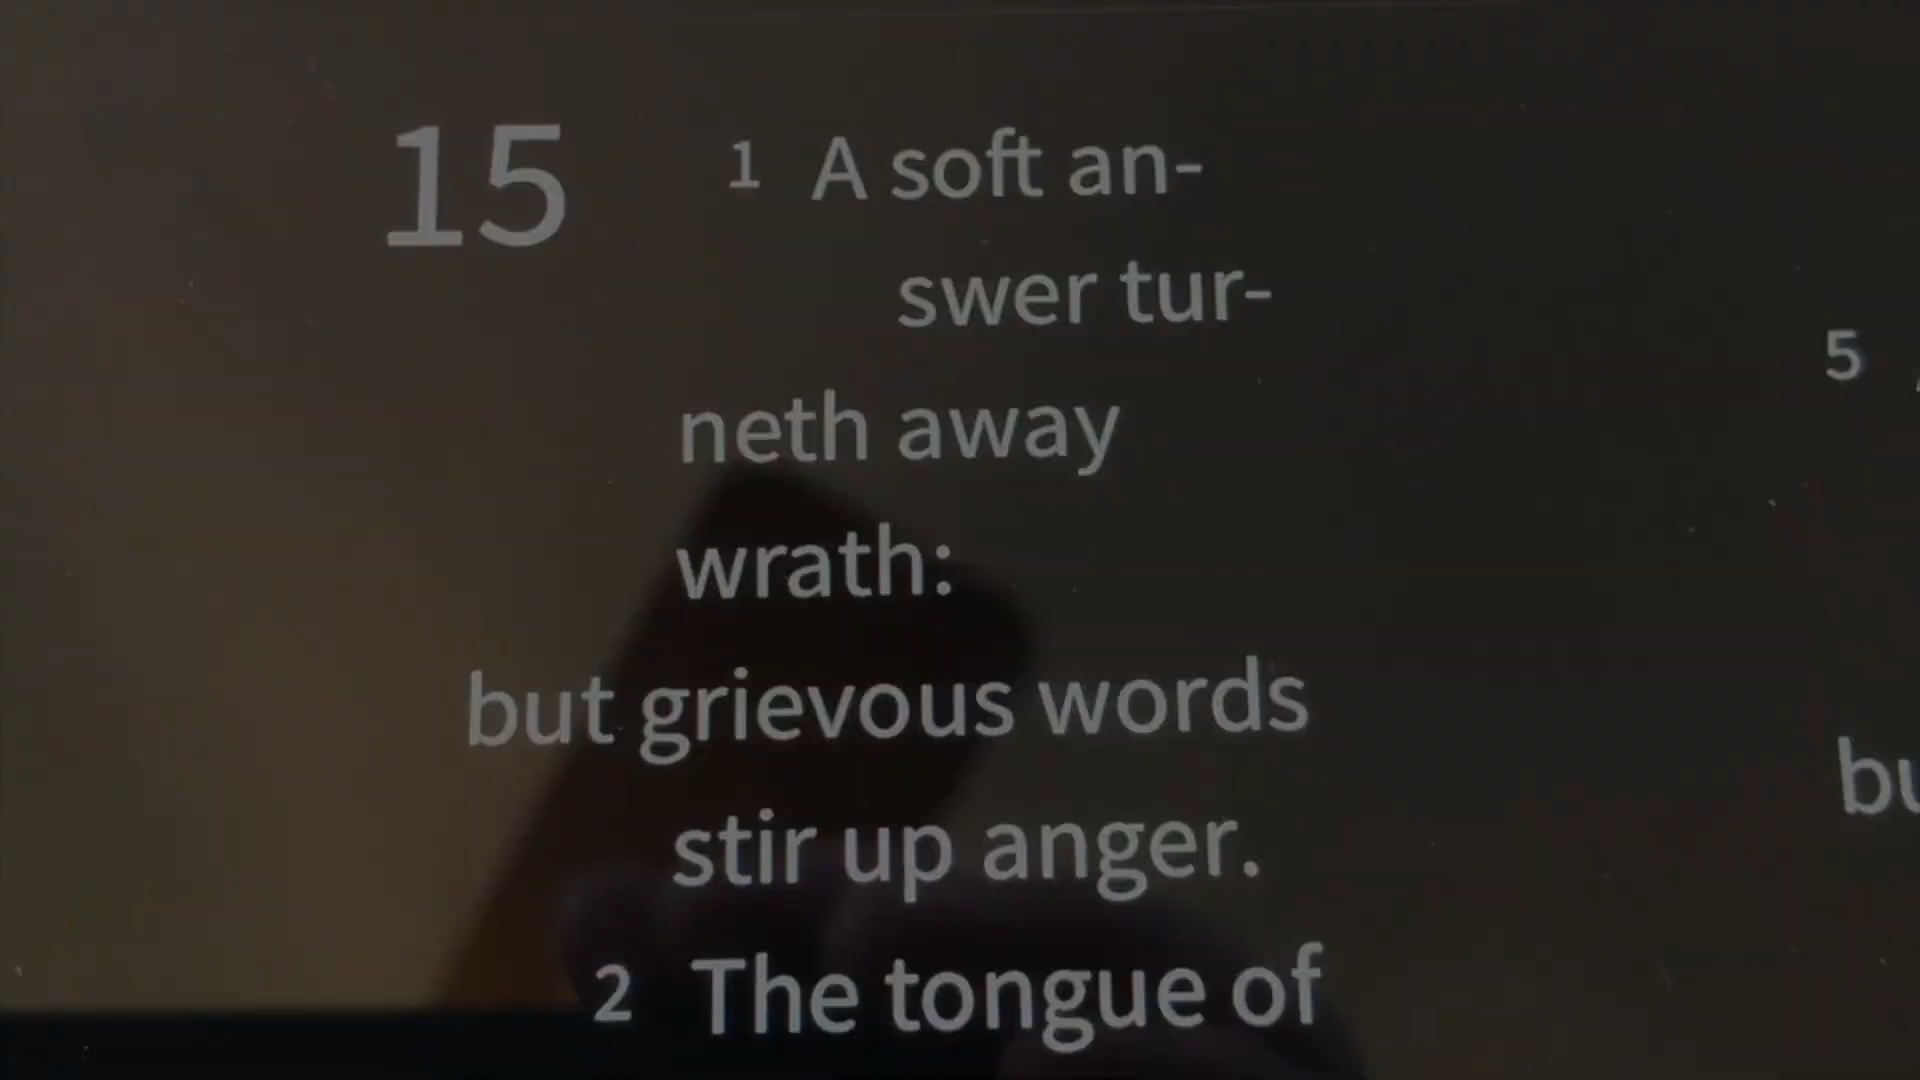 15
1 A soft an-
swer tur-
neth away
wrath:
but grievous words
stir up anger.
2 The tongue of
5